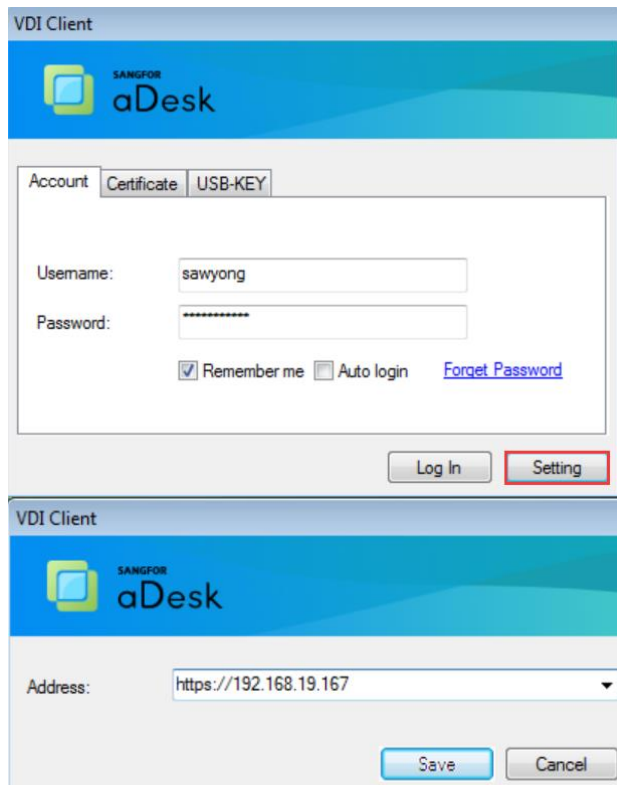 VDI Client
SANGFOR
aDesk
Account Certificate USB-KEY
Username: sawyong
Password: ***********
Remember me Auto login Forget Password
Log In Setting
VDI Client
SANGFOR
aDesk
Address: https://192.168.19.167
Save Cancel